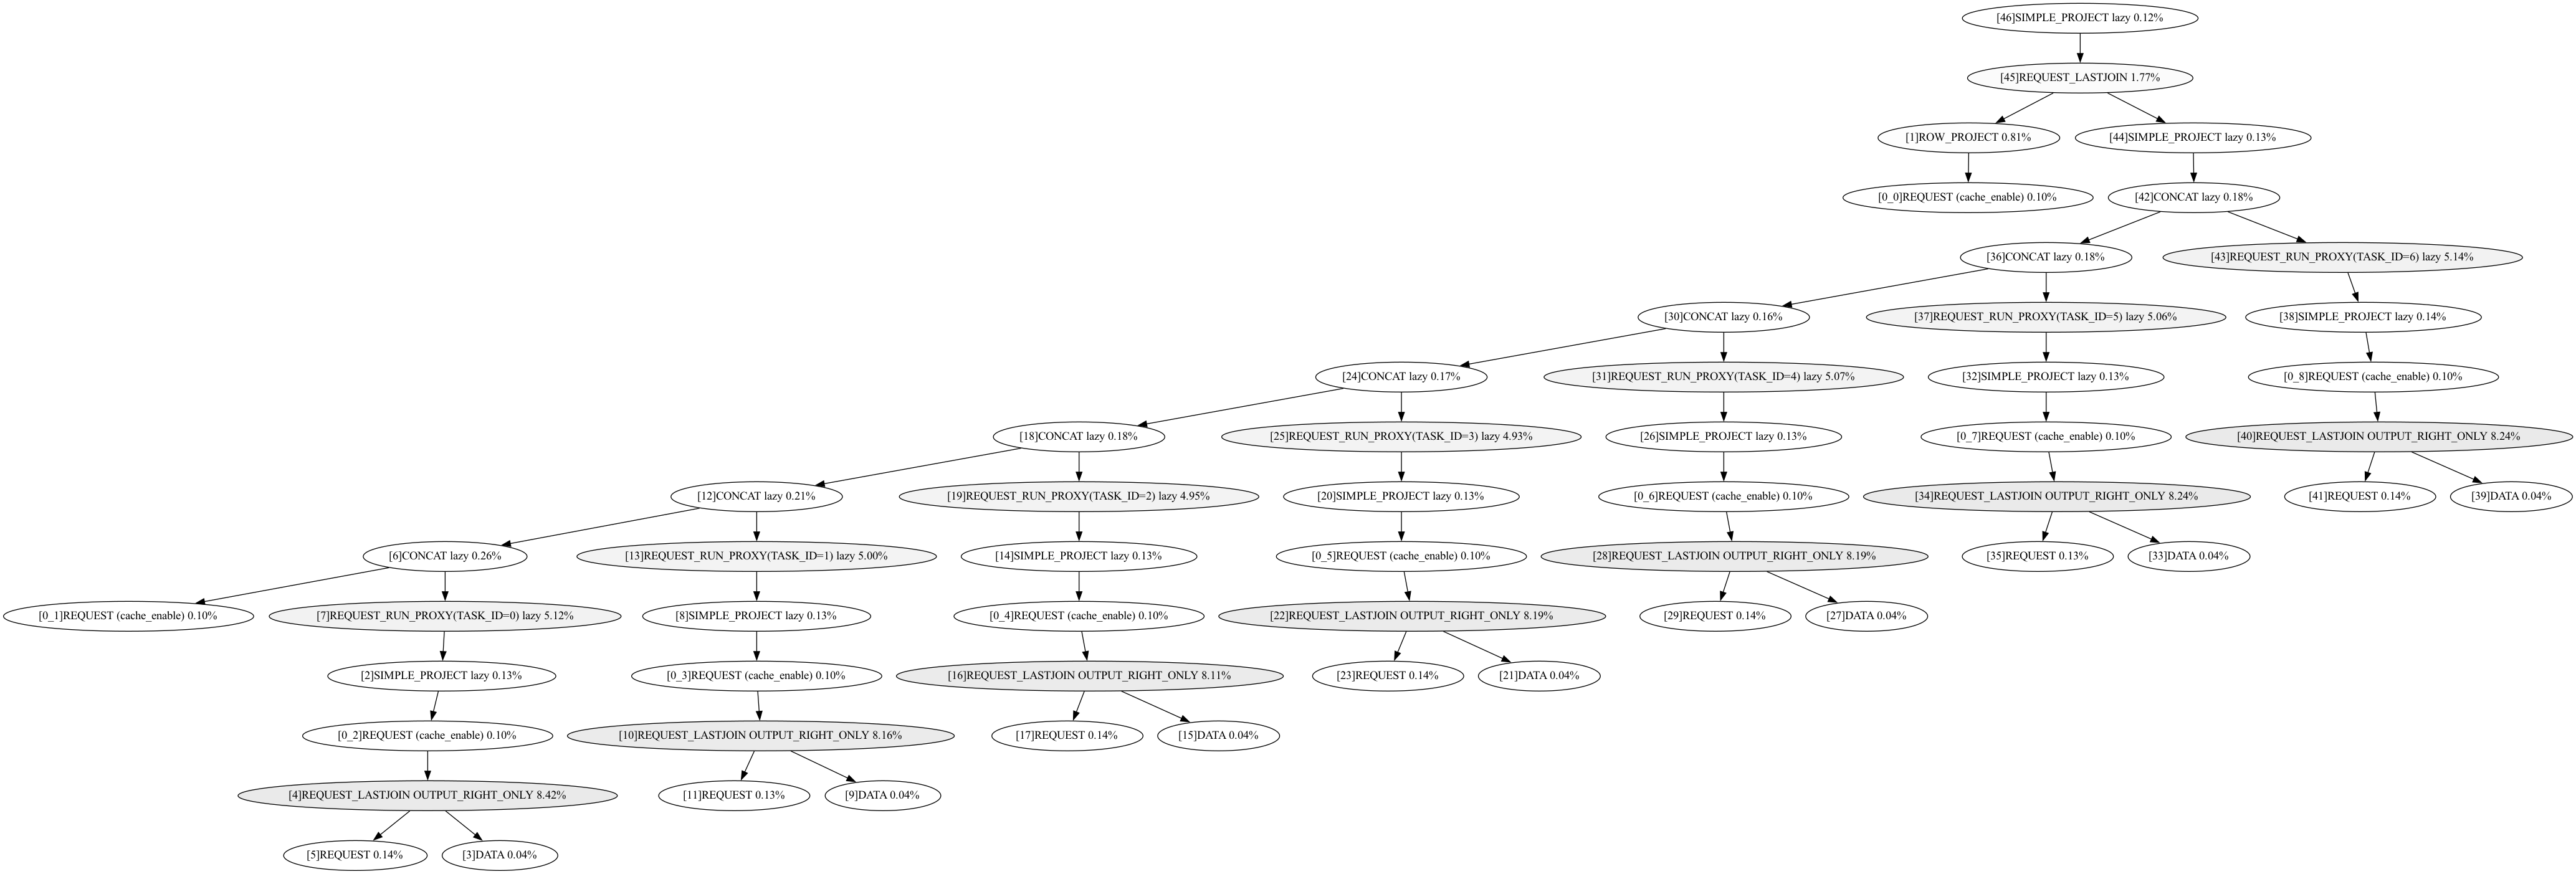 [46]SIMPLE_PROJECT lazy 0.12%
[45]REQUEST_LASTJOIN 1.77%
[1]ROW_PROJECT 0.81%
[44]SIMPLE_PROJECT lazy 0.13%
[0_0]REQUEST (cache_enable) 0.10%
[42]CONCAT lazy 0.18%
[36]CONCAT lazy 0.18%
[43]REQUEST_RUN_PROXY(TASK_ID=6) lazy 5.14%
[30]CONCAT lazy 0.16%
[37]REQUEST_RUN_PROXY(TASK_ID=5) lazy 5.06%
[38]SIMPLE_PROJECT lazy 0.14%
[24]CONCAT lazy 0.17%
[31]REQUEST_RUN_PROXY(TASK_ID=4) lazy 5.07%
[32]SIMPLE_PROJECT lazy 0.13%
[0_8]REQUEST (cache_enable) 0.10%
[18]CONCAT lazy 0.18%
[25]REQUEST_RUN_PROXY(TASK_ID=3) lazy 4.93%
[26]SIMPLE_PROJECT lazy 0.13%
[0_7]REQUEST (cache_enable) 0.10%
[40]REQUEST_LASTJOIN OUTPUT_RIGHT_ONLY 8.24%
[12]CONCAT lazy 0.21%
[19]REQUEST_RUN_PROXY(TASK_ID=2) lazy 4.95%
[20]SIMPLE_PROJECT lazy 0.13%
[0_6]REQUEST (cache_enable) 0.10%
[34]REQUEST_LASTJOIN OUTPUT_RIGHT_ONLY 8.24%
[41]REQUEST 0.14%
[39]DATA 0.04%
[6]CONCAT lazy 0.26%
[13]REQUEST_RUN_PROXY(TASK_ID=1) lazy 5.00%
[14]SIMPLE_PROJECT lazy 0.13%
[0_5]REQUEST (cache_enable) 0.10%
[28]REQUEST_LASTJOIN OUTPUT_RIGHT_ONLY 8.19%
[35]REQUEST 0.13%
[33]DATA 0.04%
[0_1]REQUEST (cache_enable) 0.10%
[7]REQUEST_RUN_PROXY(TASK_ID=0) lazy 5.12%
[8]SIMPLE_PROJECT lazy 0.13%
[0_4]REQUEST (cache_enable) 0.10%
[22]REQUEST_LASTJOIN OUTPUT_RIGHT_ONLY 8.19%
[29]REQUEST 0.14%
[27]DATA 0.04%
[2]SIMPLE_PROJECT lazy 0.13%
[0_3]REQUEST (cache_enable) 0.10%
[16]REQUEST_LASTJOIN OUTPUT_RIGHT_ONLY 8.11%
[23]REQUEST 0.14%
[21]DATA 0.04%
[0_2]REQUEST (cache_enable) 0.10%
[10]REQUEST_LASTJOIN OUTPUT_RIGHT_ONLY 8.16%
[17]REQUEST 0.14%
[15]DATA 0.04%
[4]REQUEST_LASTJOIN OUTPUT_RIGHT_ONLY 8.42%
[11]REQUEST 0.13%
[9]DATA 0.04%
[5]REQUEST 0.14%
[3]DATA 0.04%